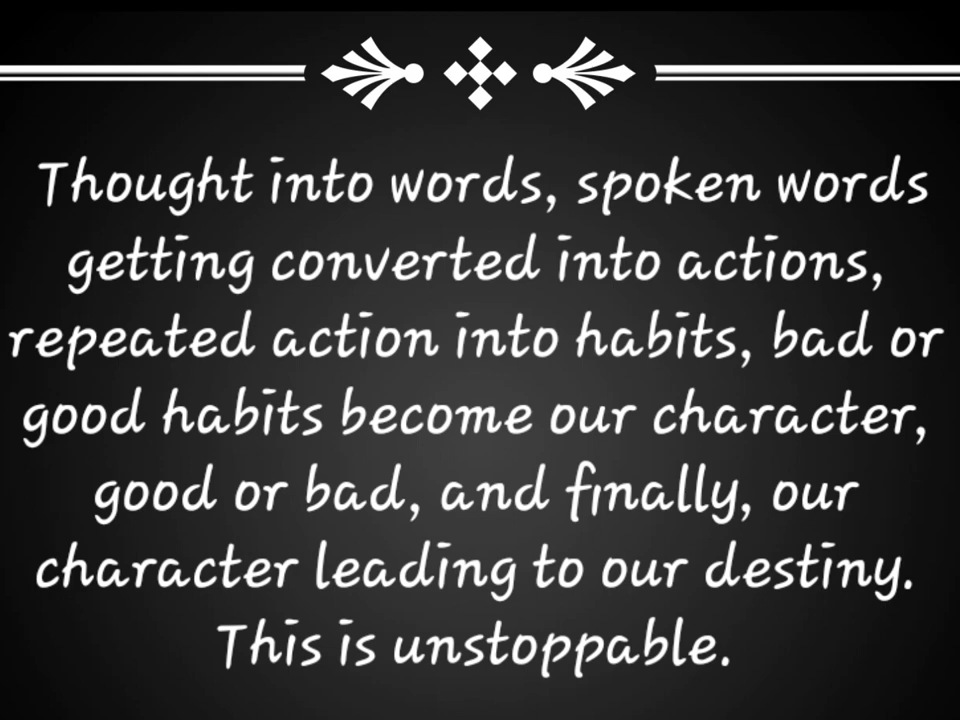 Thought into words, spoken words
getting converted into actions,
repeated action into habits, bad or
good habits become our character,
good or bad, and finally, our
character leading to our destiny.
This is unstoppable.